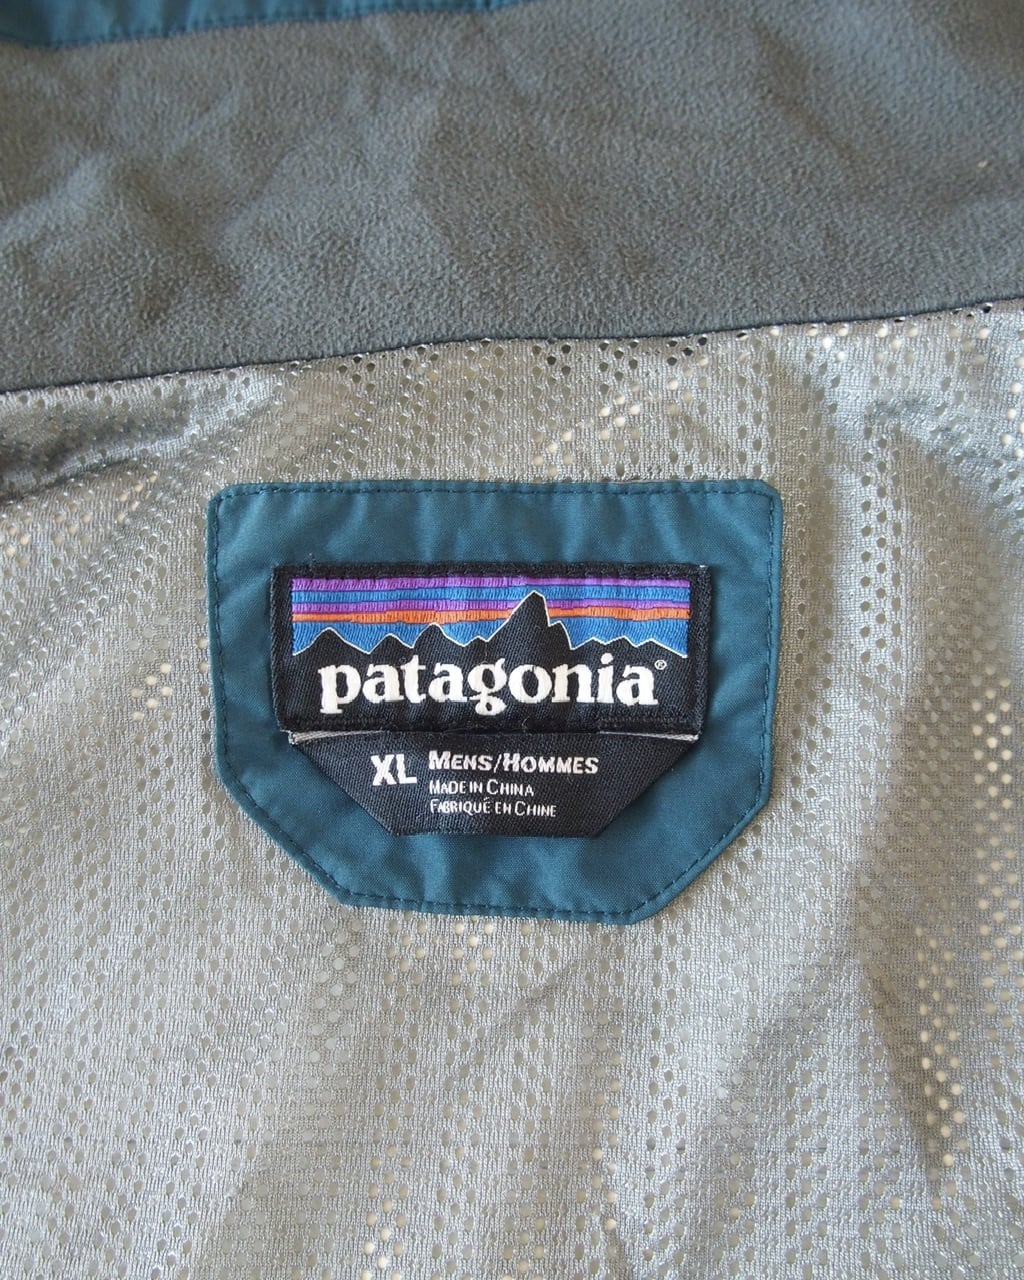 patagonia®
XL MENS/HOMMES
MADE IN CHINA
FABRIQUÉ EN CHINE